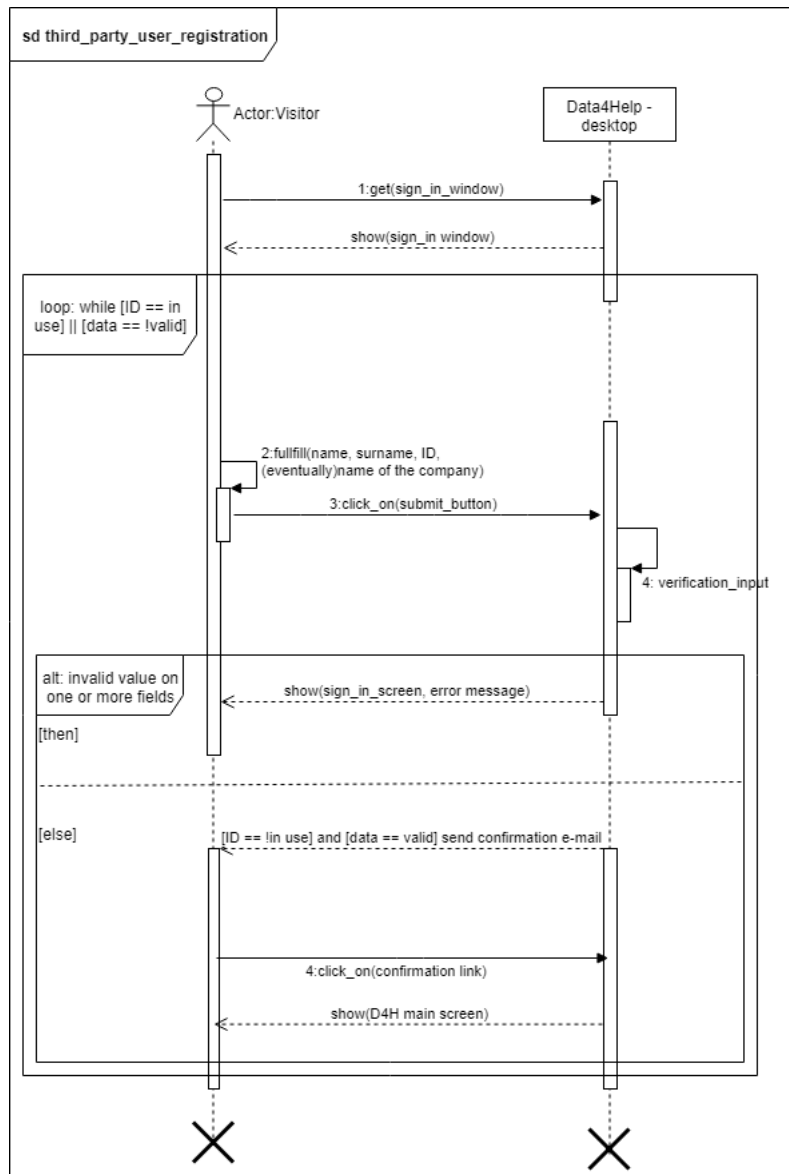 sd third_party_user_registration
Actor:Visitor
Data4Help -
desktop
1:get(sign_in_window)
show(sign_in window)
loop: while [ID == in
use] || [data == !valid]
2:fullfill(name, surname, ID,
(eventually)name of the company)
3:click_on(submit_button)
4: verification_input
alt: invalid value on
one or more fields
show(sign_in_screen, error message)
[then]
[else]
[ID == !in use] and [data == valid] send confirmation e-mail
4:click_on(confirmation link)
show(D4H main screen)